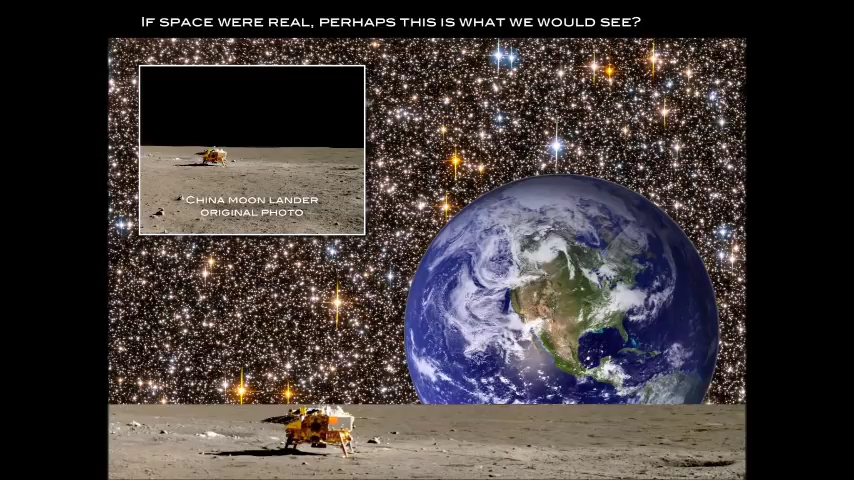 If space were real, perhaps this is what we would see?
*China moon lander
original photo